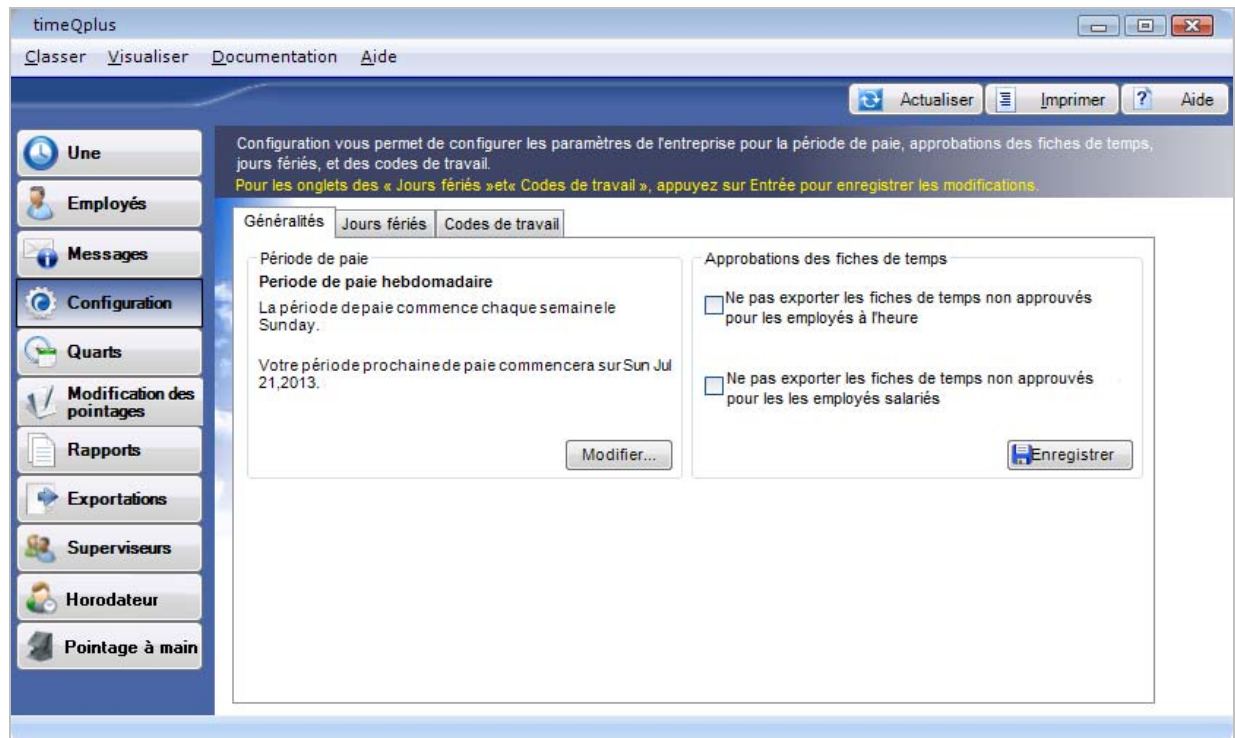 timeQplus
Classer Visualiser Documentation Aide
Actualiser Imprimer ? Aide
Une
Employés
Messages
Configuration
Quarts
Modification des
pointages
Rapports
Exportations
Superviseurs
Horodateur
Pointage à main
Configuration vous permet de configurer les paramètres de l'entreprise pour la période de paie, approbations des fiches de temps,
jours fériés, et des codes de travail.
Pour les onglets des « Jours fériés »et« Codes de travail », appuyez sur Entrée pour enregistrer les modifications.
Généralités Jours fériés Codes de travail
Période de paie
Periode de paie hebdomadaire
La période de paie commence chaque semaine le
Sunday.
Votre période prochaine de paie commencera sur Sun Jul
21,2013.
Modifier...
Approbations des fiches de temps
Ne pas exporter les fiches de temps non approuvés
pour les employés à l'heure
Ne pas exporter les fiches de temps non approuvés
pour les les employés salariés
Enregistrer